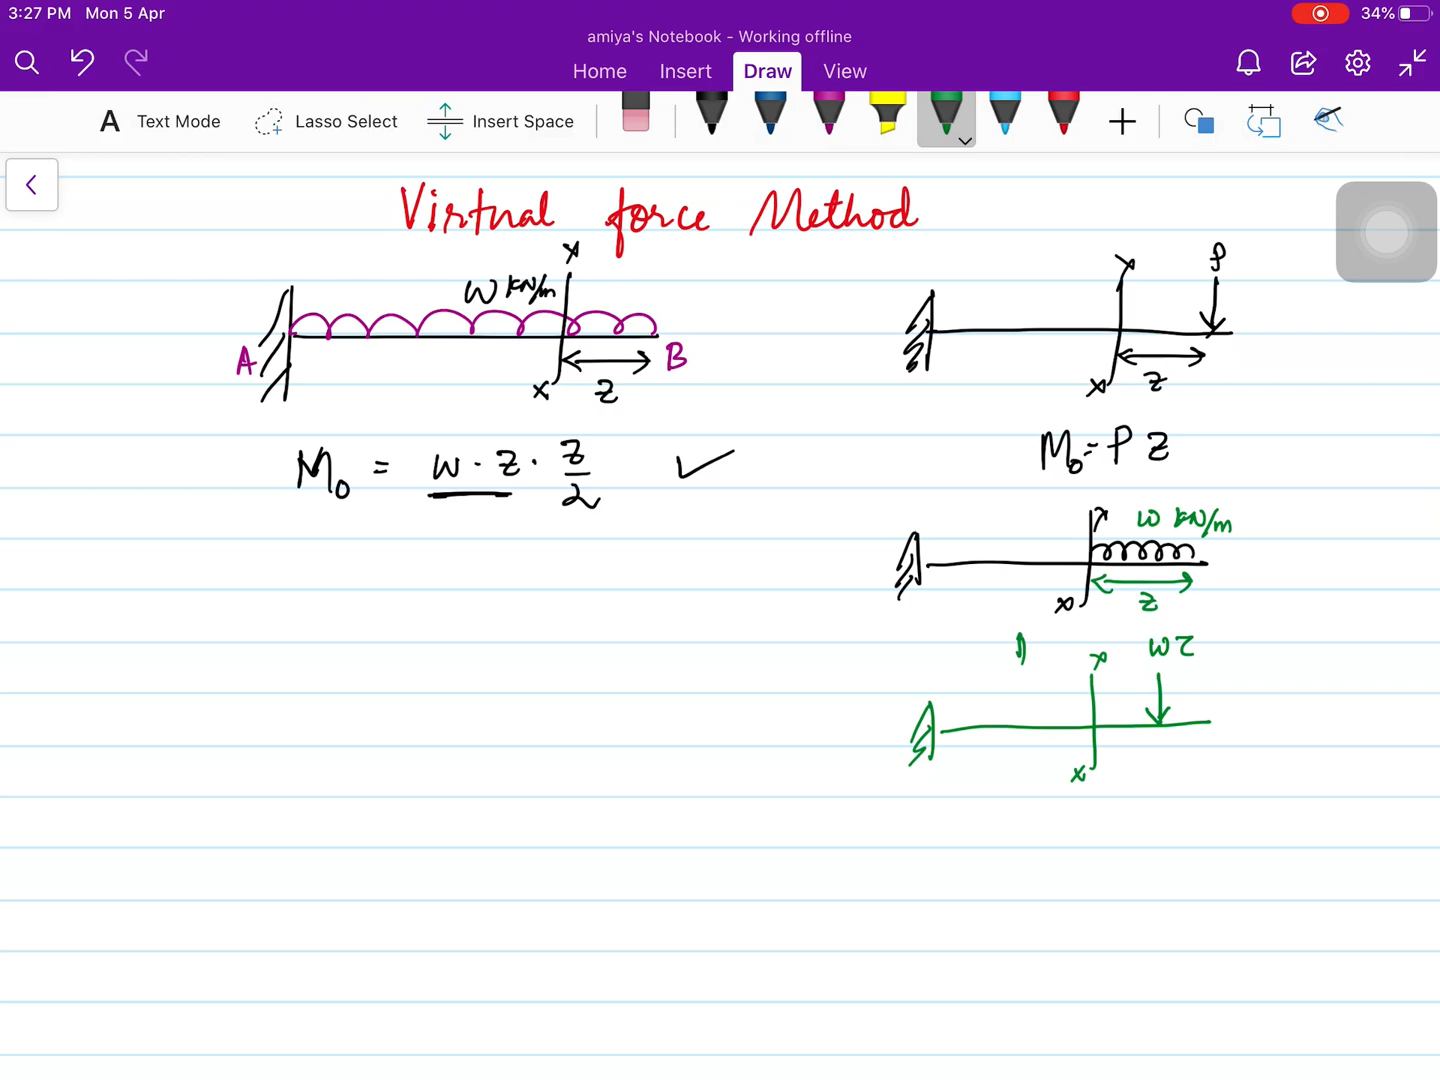 3:27 PM Mon 5 Apr 34%
amiya's Notebook - Working offline
Home Insert Draw View
A Text Mode Lasso Select Insert Space
Virtual force Method
X
W kN/m
A B
X Z
M₀ = W · Z · Z/2 ✓
X P
X Z
M₀ = P Z
X W kN/m
X Z
X WZ
X